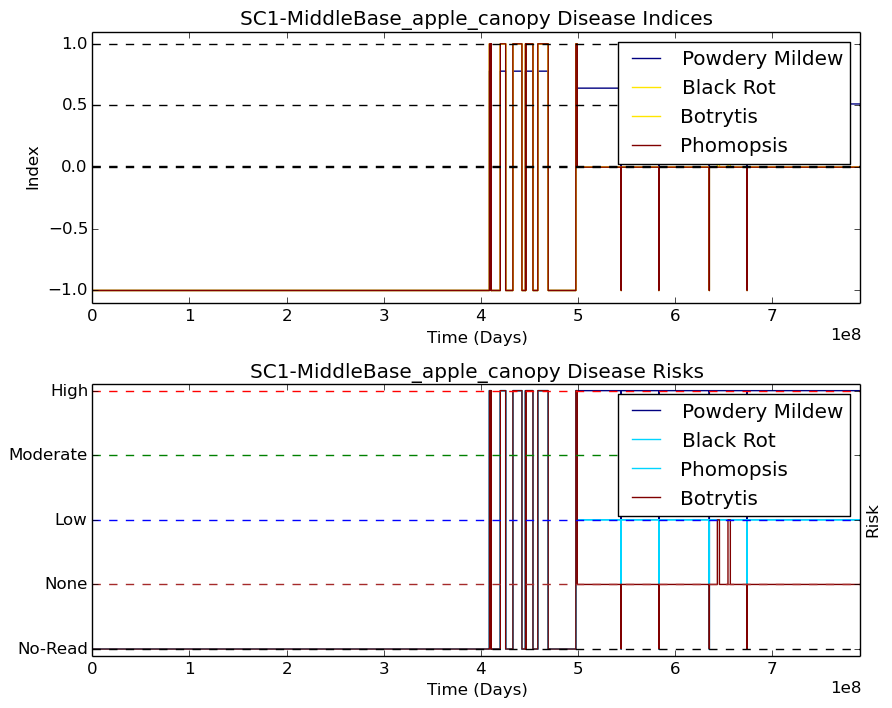 SC1-MiddleBase_apple_canopy Disease Indices
1.0
0.5
0.0
−0.5
−1.0
Index
Powdery Mildew
Black Rot
Botrytis
Phomopsis
0 1 2 3 4 5 6 7
1e8
Time (Days)
SC1-MiddleBase_apple_canopy Disease Risks
High
Moderate
Low
None
No-Read
Powdery Mildew
Black Rot
Phomopsis
Botrytis
Risk
0 1 2 3 4 5 6 7
1e8
Time (Days)